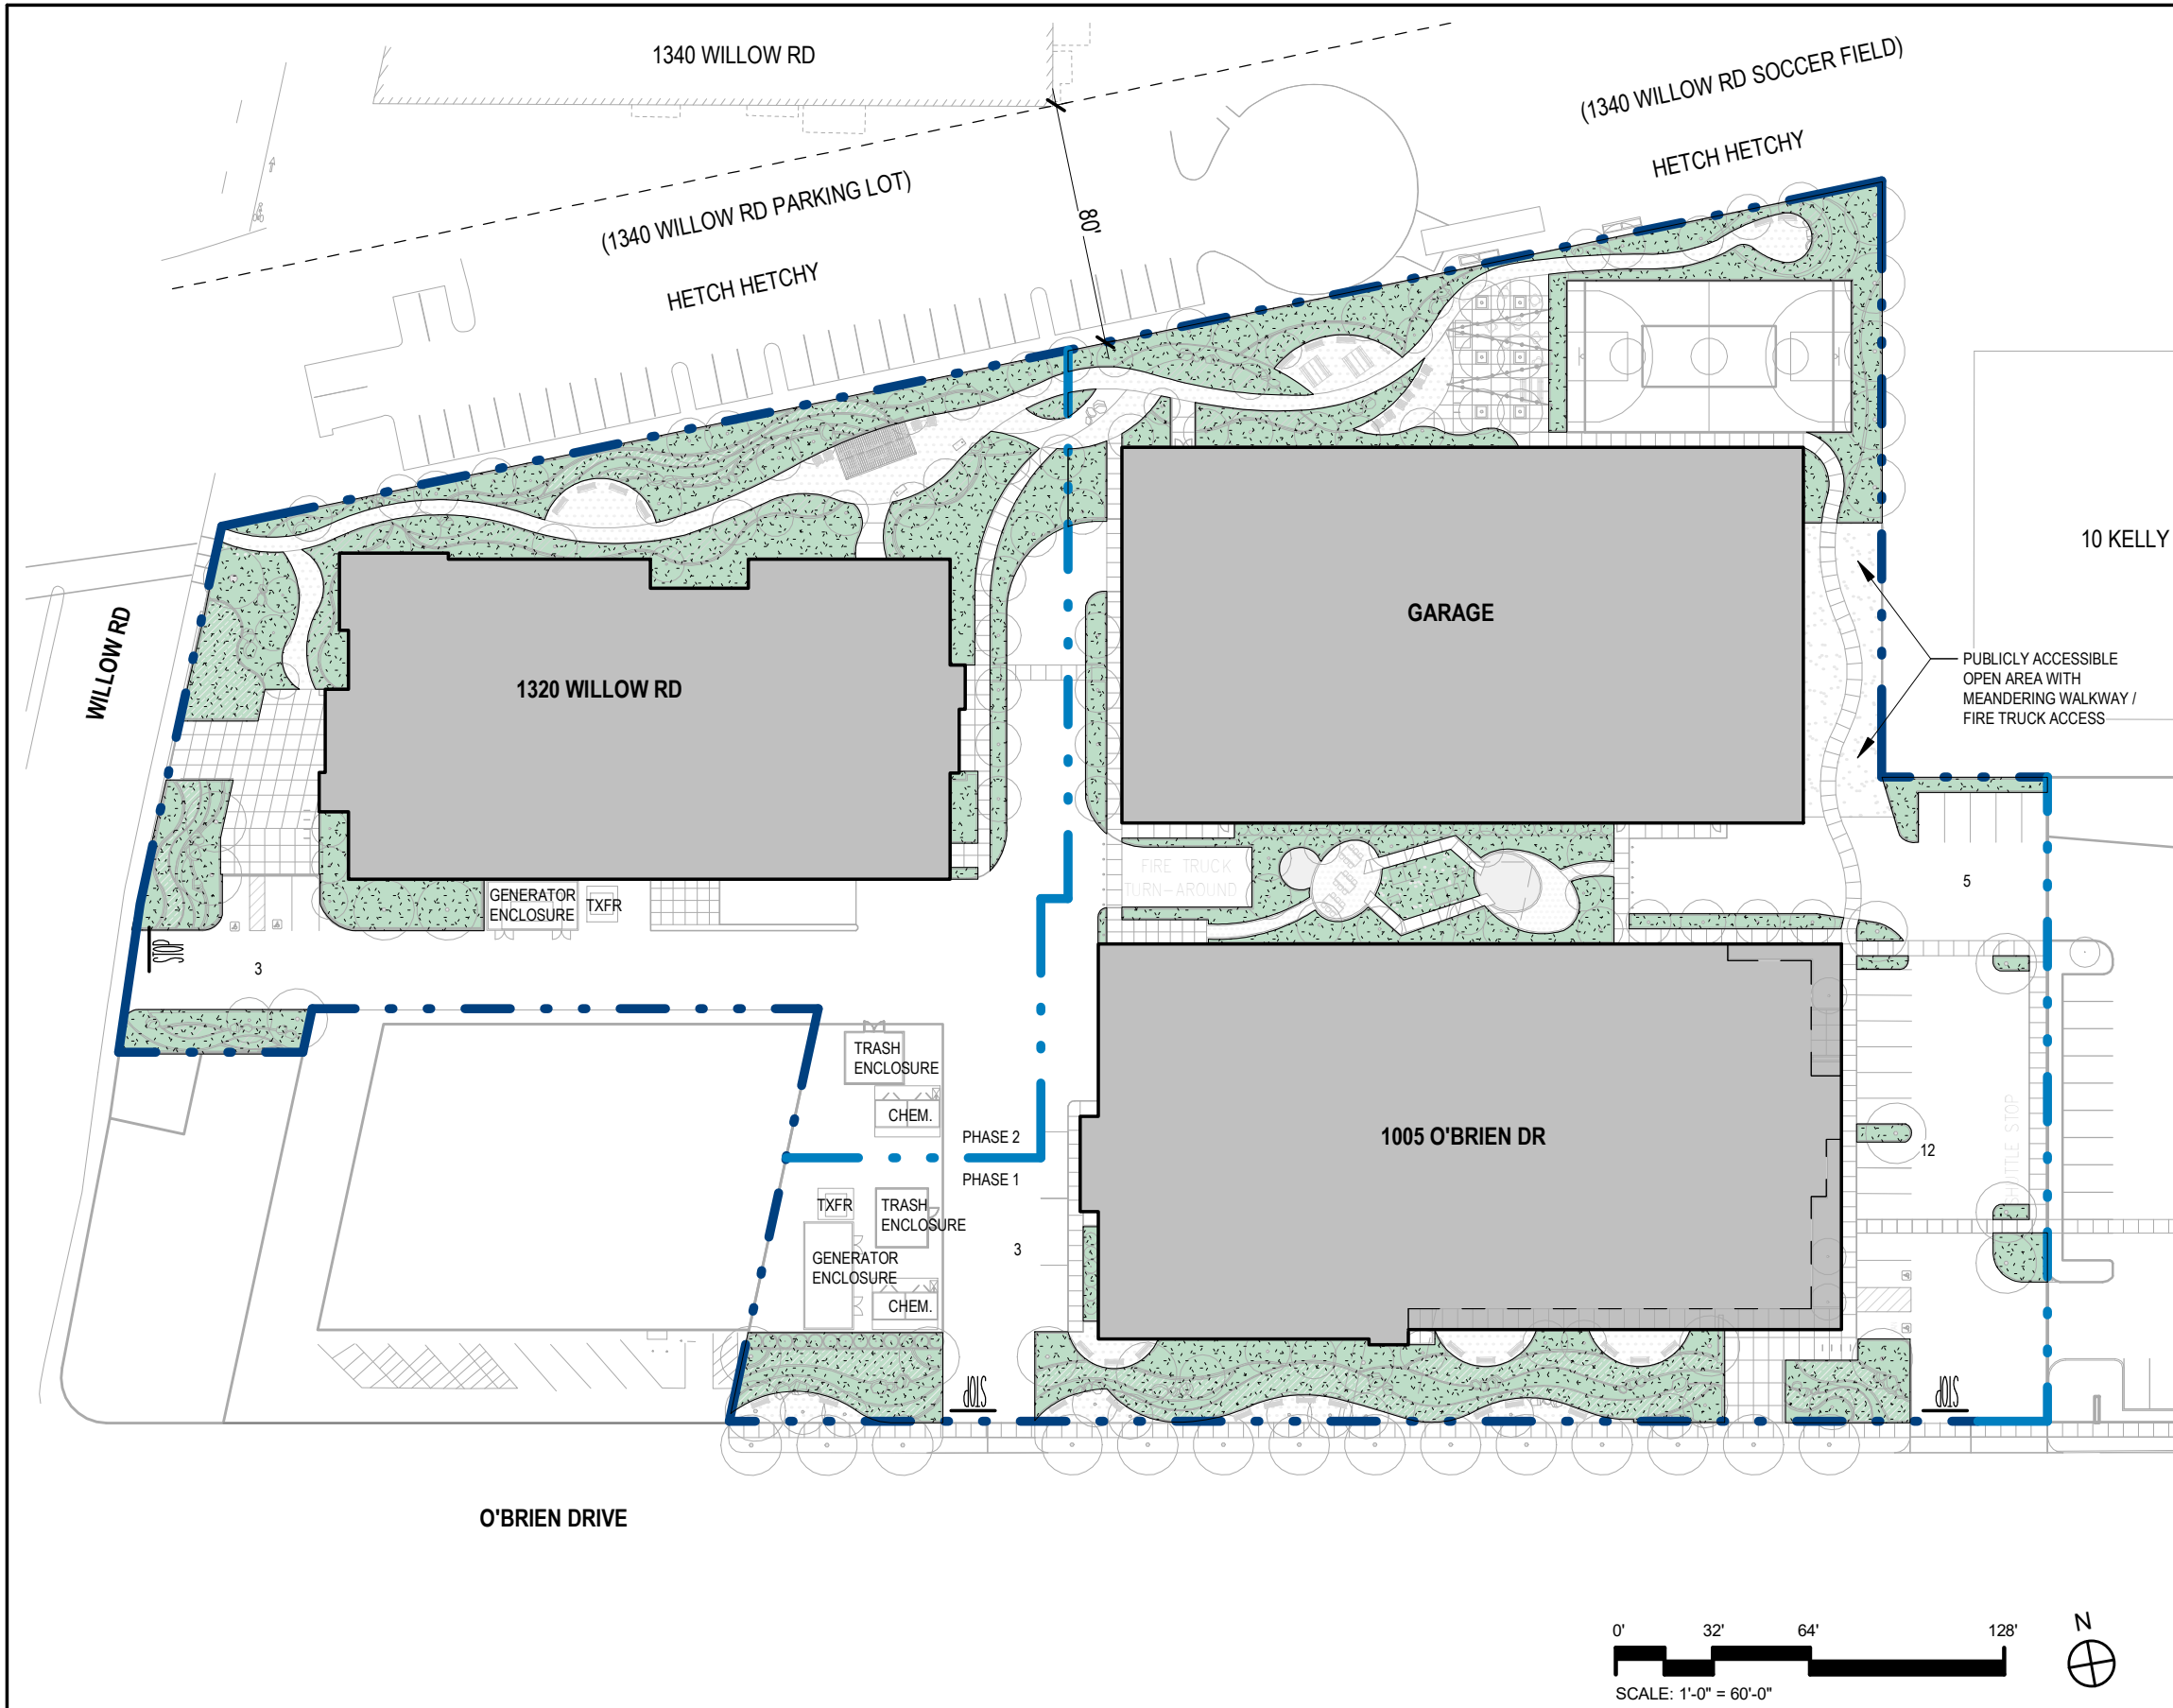 1340 WILLOW RD
(1340 WILLOW RD SOCCER FIELD)
HETCH HETCHY
(1340 WILLOW RD PARKING LOT)
HETCH HETCHY
80'
10 KELLY
WILLOW RD
GARAGE
1320 WILLOW RD
PUBLICLY ACCESSIBLE
OPEN AREA WITH
MEANDERING WALKWAY /
FIRE TRUCK ACCESS
FIRE TRUCK
TURN-AROUND
GENERATOR
ENCLOSURE
TXFR
5
STOP
3
TRASH
ENCLOSURE
CHEM.
PHASE 2
PHASE 1
1005 O'BRIEN DR
12
SHUTTLE STOP
TXFR
TRASH
ENCLOSURE
3
GENERATOR
ENCLOSURE
CHEM.
STOP
STOP
O'BRIEN DRIVE
0'
32'
64'
128'
N
SCALE: 1'-0" = 60'-0"